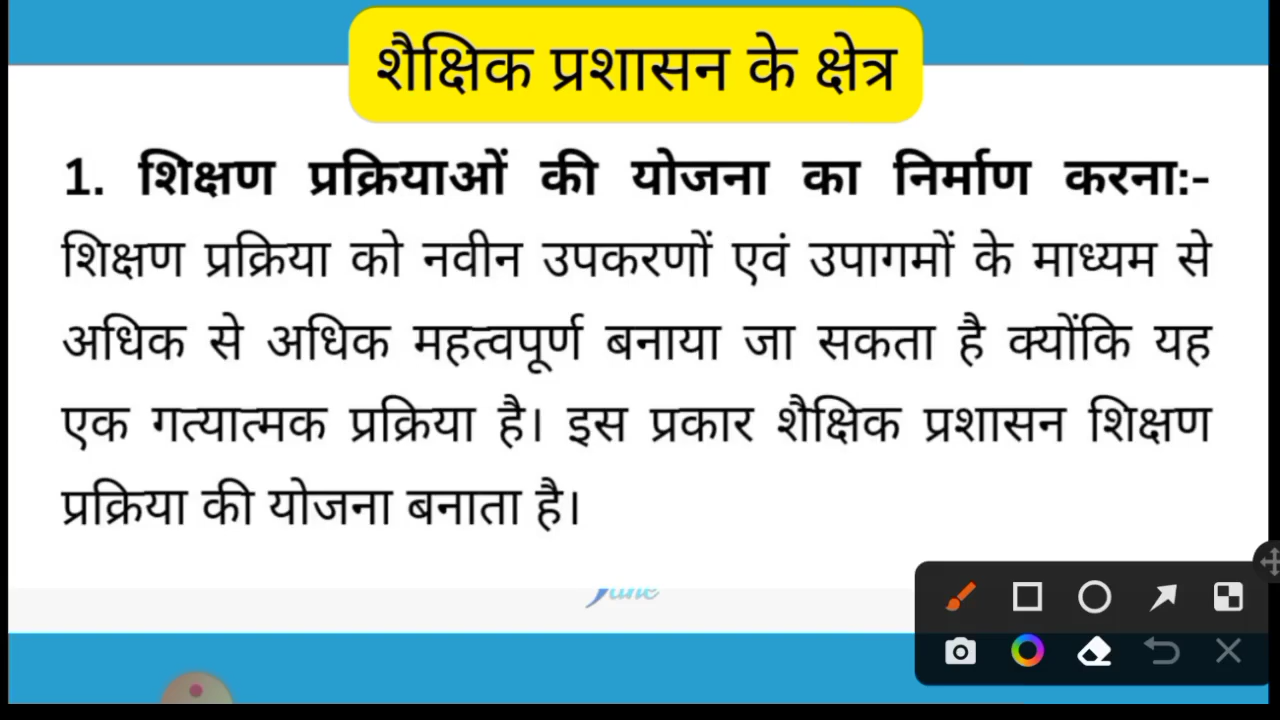 शैक्षिक प्रशासन के क्षेत्र
1. शिक्षण प्रक्रियाओं की योजना का निर्माण करना:-
शिक्षण प्रक्रिया को नवीन उपकरणों एवं उपागमों के माध्यम से
अधिक से अधिक महत्वपूर्ण बनाया जा सकता है क्योंकि यह
एक गत्यात्मक प्रक्रिया है। इस प्रकार शैक्षिक प्रशासन शिक्षण
प्रक्रिया की योजना बनाता है।